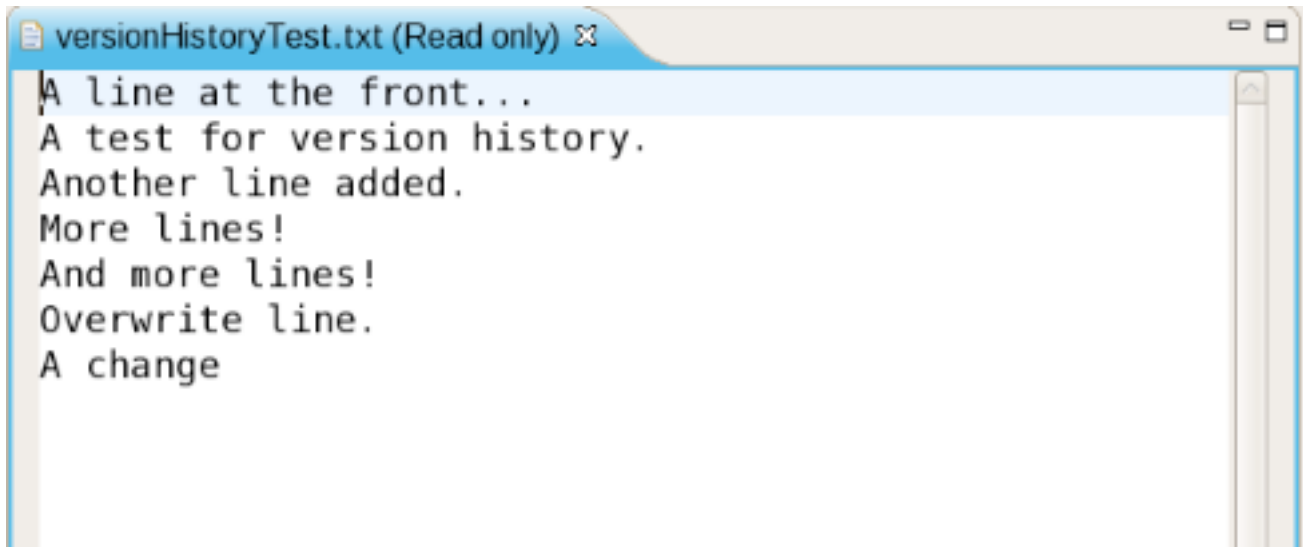 versionHistoryTest.txt (Read only)
A line at the front...
A test for version history.
Another line added.
More lines!
And more lines!
Overwrite line.
A change